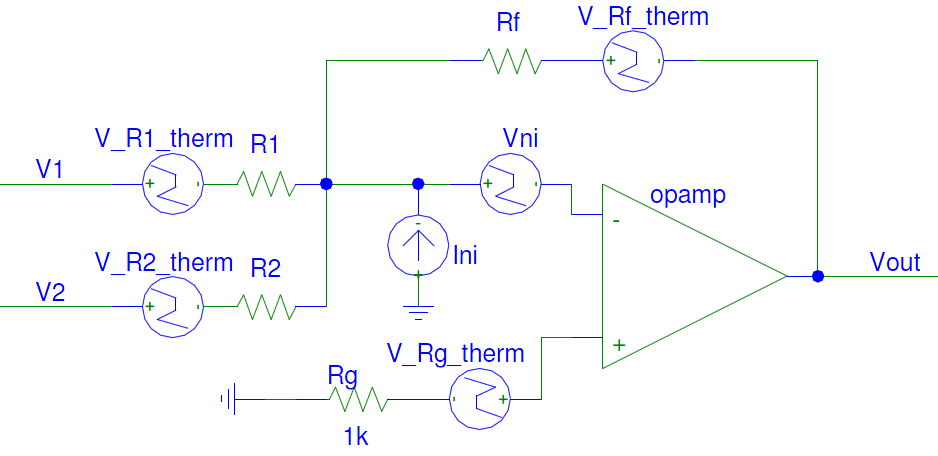 Rf
V_Rf_therm
V_R1_therm
R1
Vni
V1
+
-
opamp
-
-
V_R2_therm
R2
Ini
Vout
V2
+
V_Rg_therm
+
Rg
1k